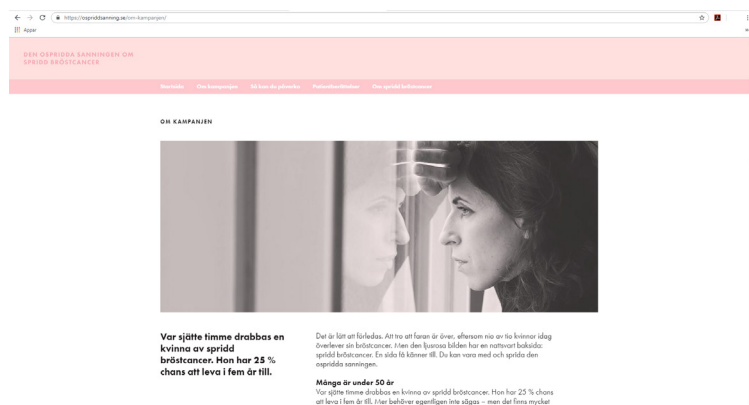 https://ospriddsanning.se/om-kampanjen/
Appar
DEN OSPRIDDA SANNINGEN OM
SPRIDD BRÖSTCANCER
Startsida Om kampanjen Så kan du påverka Patientberättelser Om spridd bröstcancer
OM KAMPANJEN
Var sjätte timme drabbas en
kvinna av spridd
bröstcancer. Hon har 25 %
chans att leva i fem år till.
Det är lätt att förledas. Att tro att faran är över, eftersom nio av tio kvinnor idag
överlever sin bröstcancer. Men den ljusrosa bilden har en nattsvart baksida:
spridd bröstcancer. En sida få känner till. Du kan vara med och sprida den
ospridda sanningen.
Många är under 50 år
Var sjätte timme drabbas en kvinna av spridd bröstcancer. Hon har 25 % chans
att leva i fem år till. Mer behöver egentligen inte sägas – men det finns mycket